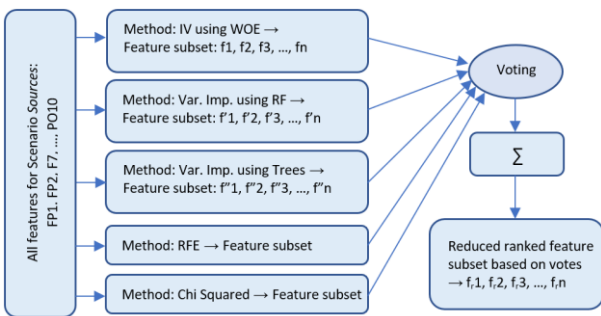 All features for Scenario Sources:
FP1. FP2. F7, ..., PO10
Method: IV using WOE →
Feature subset: f1, f2, f3, ..., fn
Method: Var. Imp. using RF →
Feature subset: f'1, f'2, f'3, ..., f'n
Method: Var. Imp. using Trees →
Feature subset: f"1, f"2, f"3, ..., f"n
Method: RFE → Feature subset
Method: Chi Squared → Feature subset
Voting
Σ
Reduced ranked feature
subset based on votes
→ fᵣ1, fᵣ2, fᵣ3, ..., fᵣn